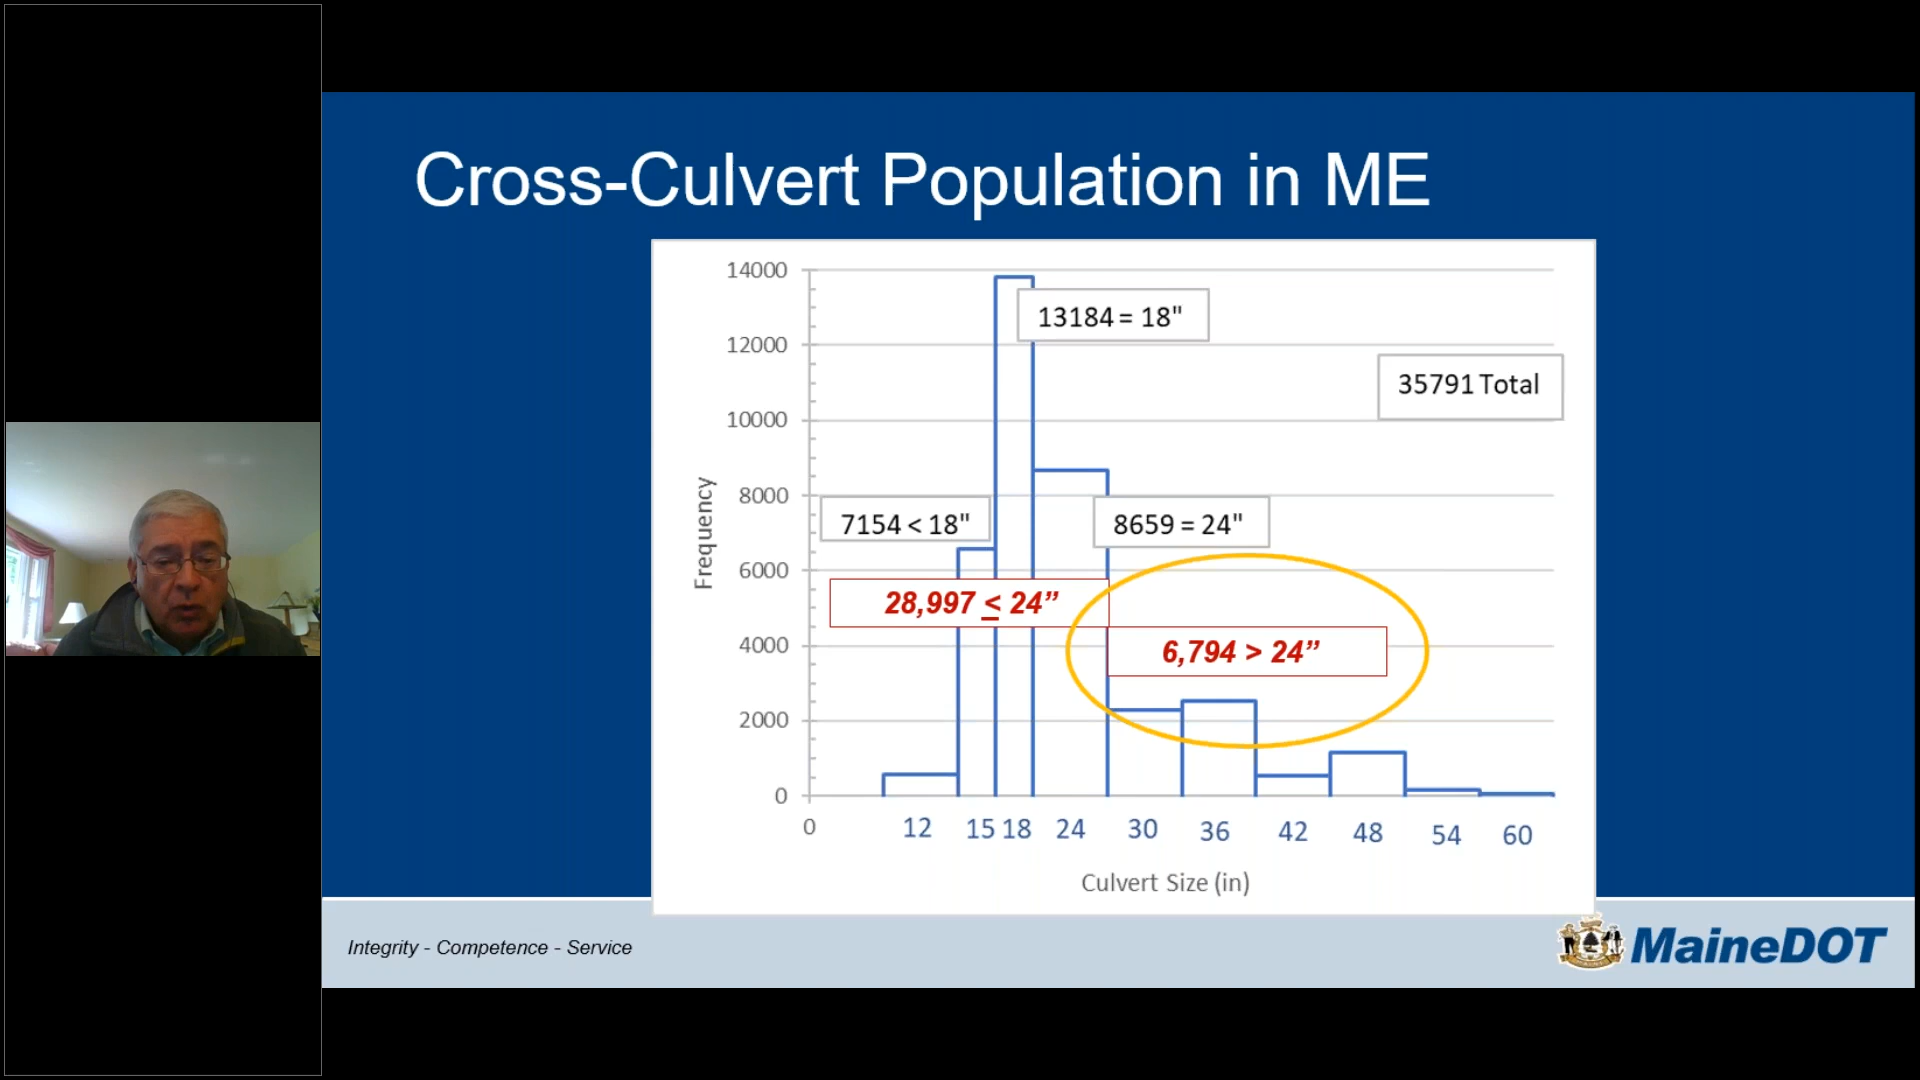 Cross-Culvert Population in ME
14000
12000
10000
8000
6000
4000
2000
0
Frequency
13184 = 18"
35791 Total
7154 < 18"
8659 = 24"
28,997 ≤ 24”
6,794 > 24”
0 12 15 18 24 30 36 42 48 54 60
Culvert Size (in)
Integrity - Competence - Service
MaineDOT